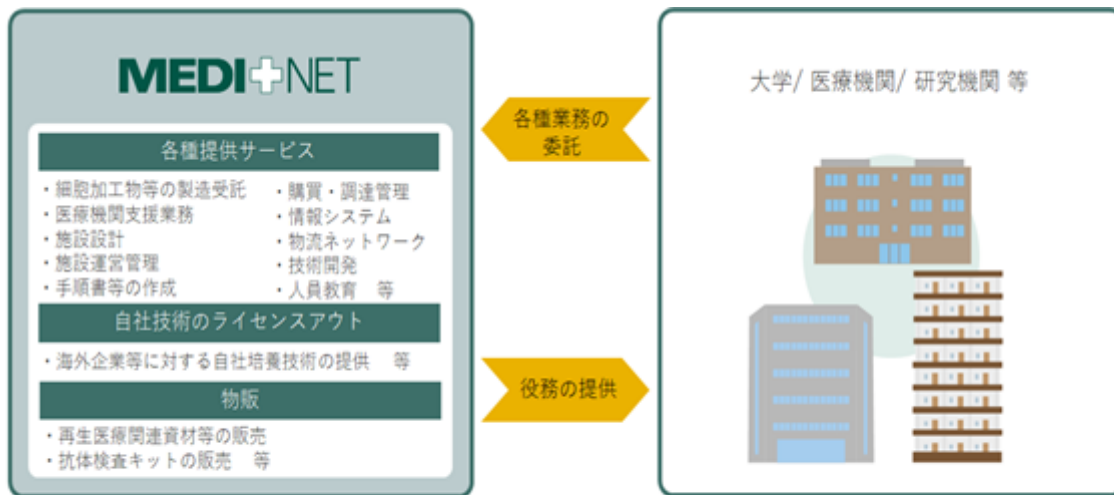 MEDI+NET
各種提供サービス
・細胞加工物等の製造受託
・医療機関支援業務
・施設設計
・施設運営管理
・手順書等の作成
・購買・調達管理
・情報システム
・物流ネットワーク
・技術開発
・人員教育 等
自社技術のライセンスアウト
・海外企業等に対する自社培養技術の提供 等
物販
・再生医療関連資材等の販売
・抗体検査キットの販売 等
各種業務の
委託
役務の提供
大学/ 医療機関/ 研究機関 等